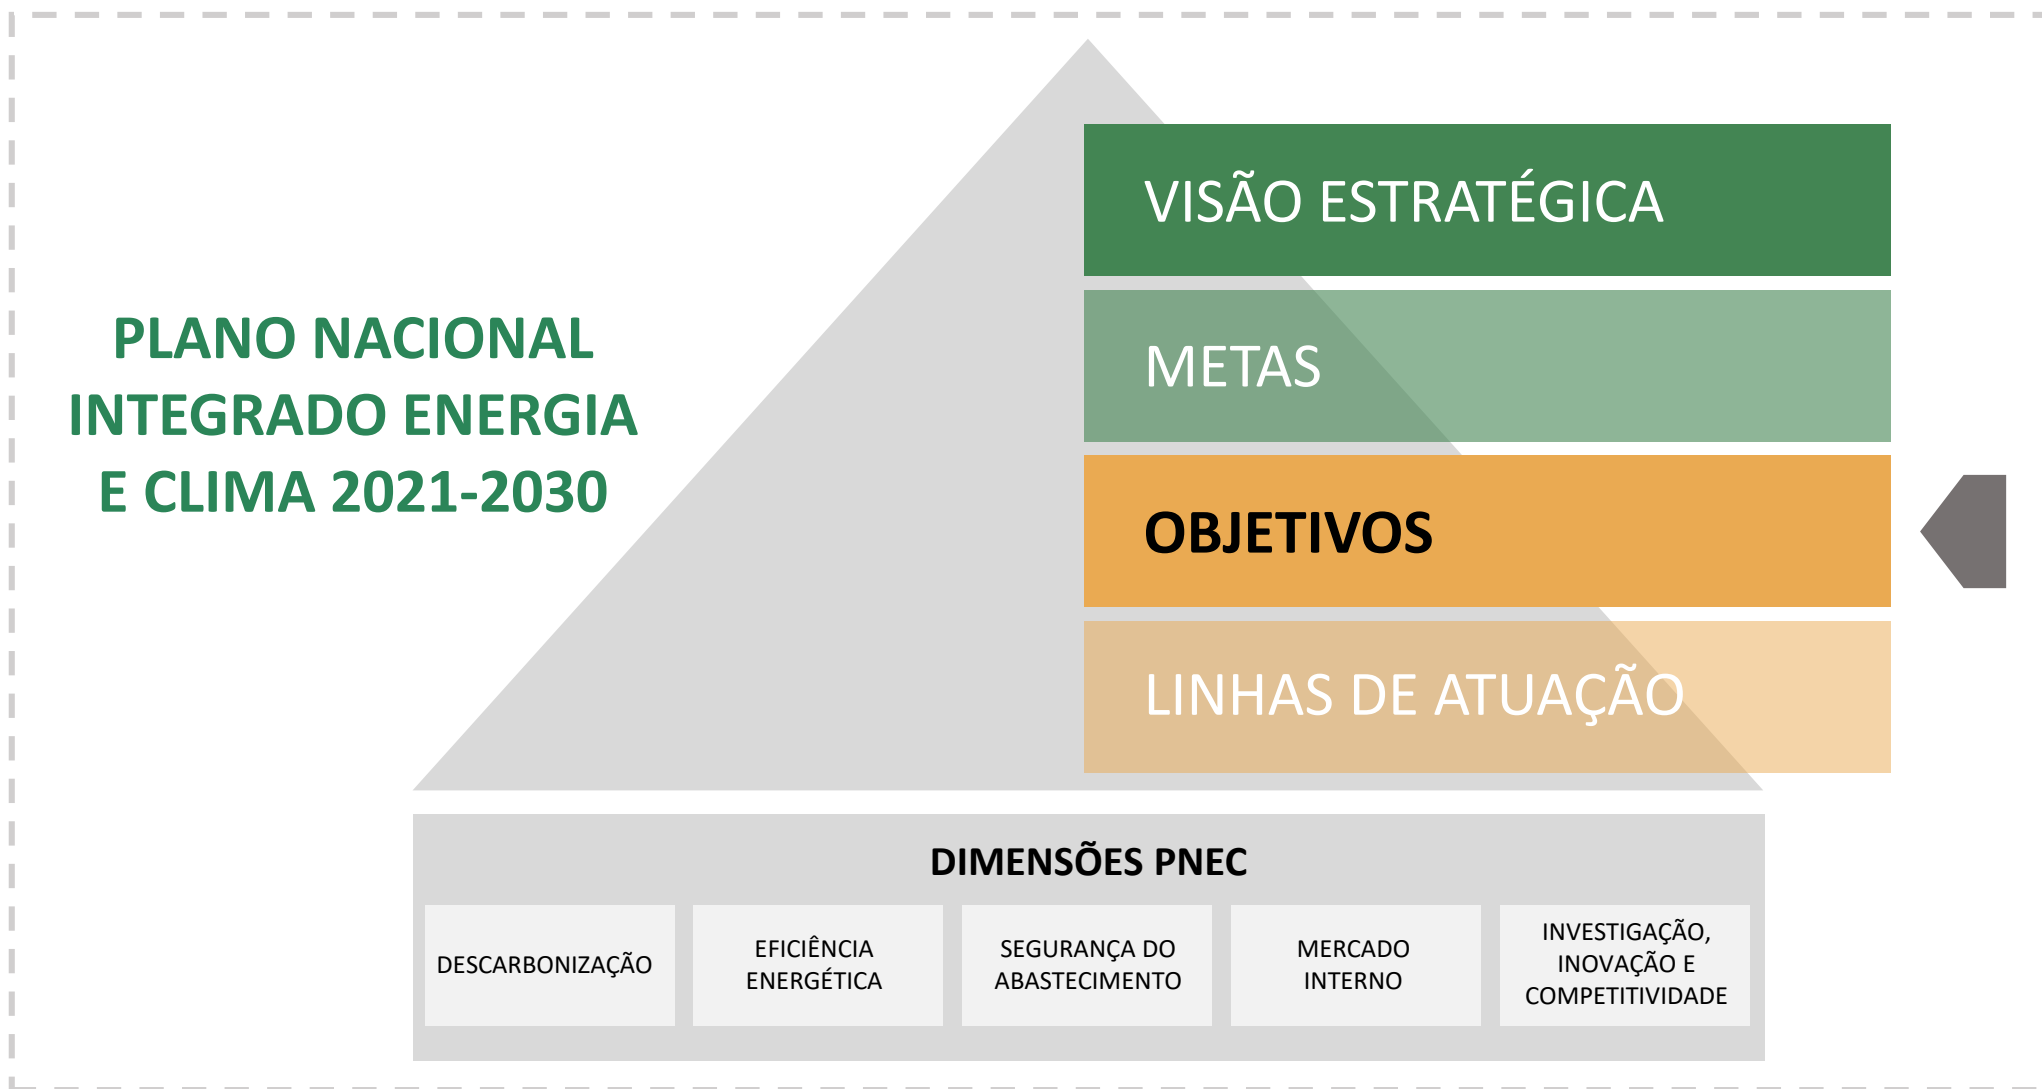 PLANO NACIONAL
INTEGRADO ENERGIA
E CLIMA 2021-2030
VISÃO ESTRATÉGICA
METAS
OBJETIVOS
LINHAS DE ATUAÇÃO
DIMENSÕES PNEC
DESCARBONIZAÇÃO
EFICIÊNCIA
ENERGÉTICA
SEGURANÇA DO
ABASTECIMENTO
MERCADO
INTERNO
INVESTIGAÇÃO,
INOVAÇÃO E
COMPETITIVIDADE